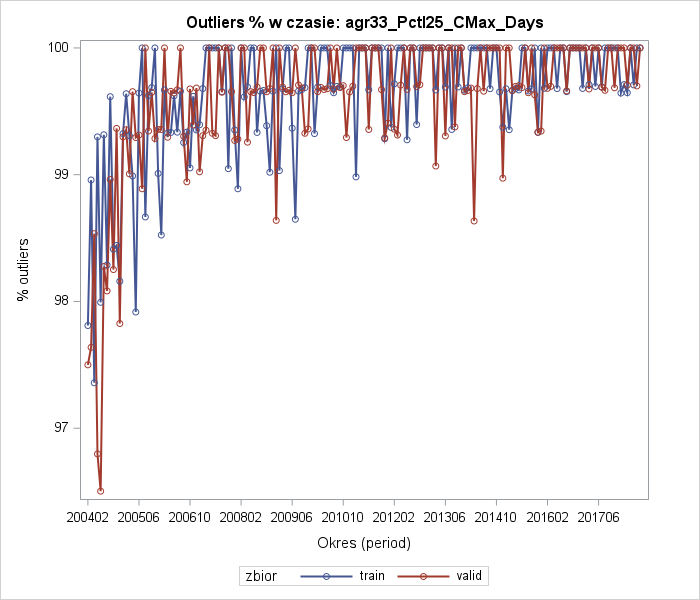 Outliers % w czasie: agr33_Pctl25_CMax_Days
% outliers
100
99
98
97
200402 200506 200610 200802 200906 201010 201202 201306 201410 201602 201706
Okres (period)
zbior train valid